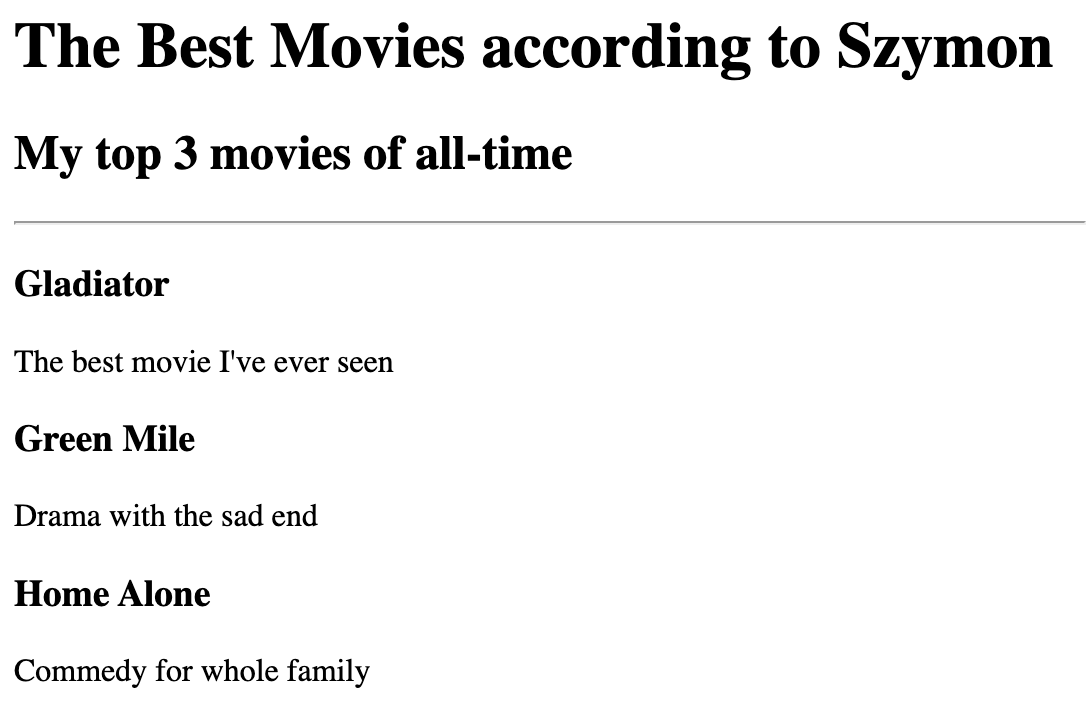 The Best Movies according to Szymon
My top 3 movies of all-time
Gladiator
The best movie I've ever seen
Green Mile
Drama with the sad end
Home Alone
Commedy for whole family